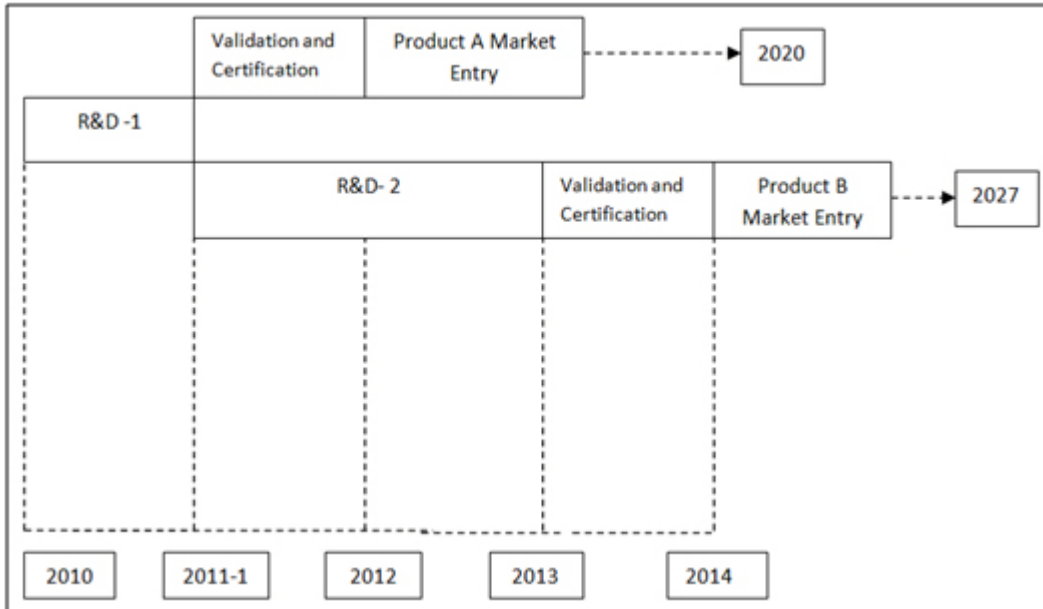 Validation and
Certification
Product A Market
Entry
2020
R&D -1
R&D- 2
Validation and
Certification
Product B
Market Entry
2027
2010
2011-1
2012
2013
2014